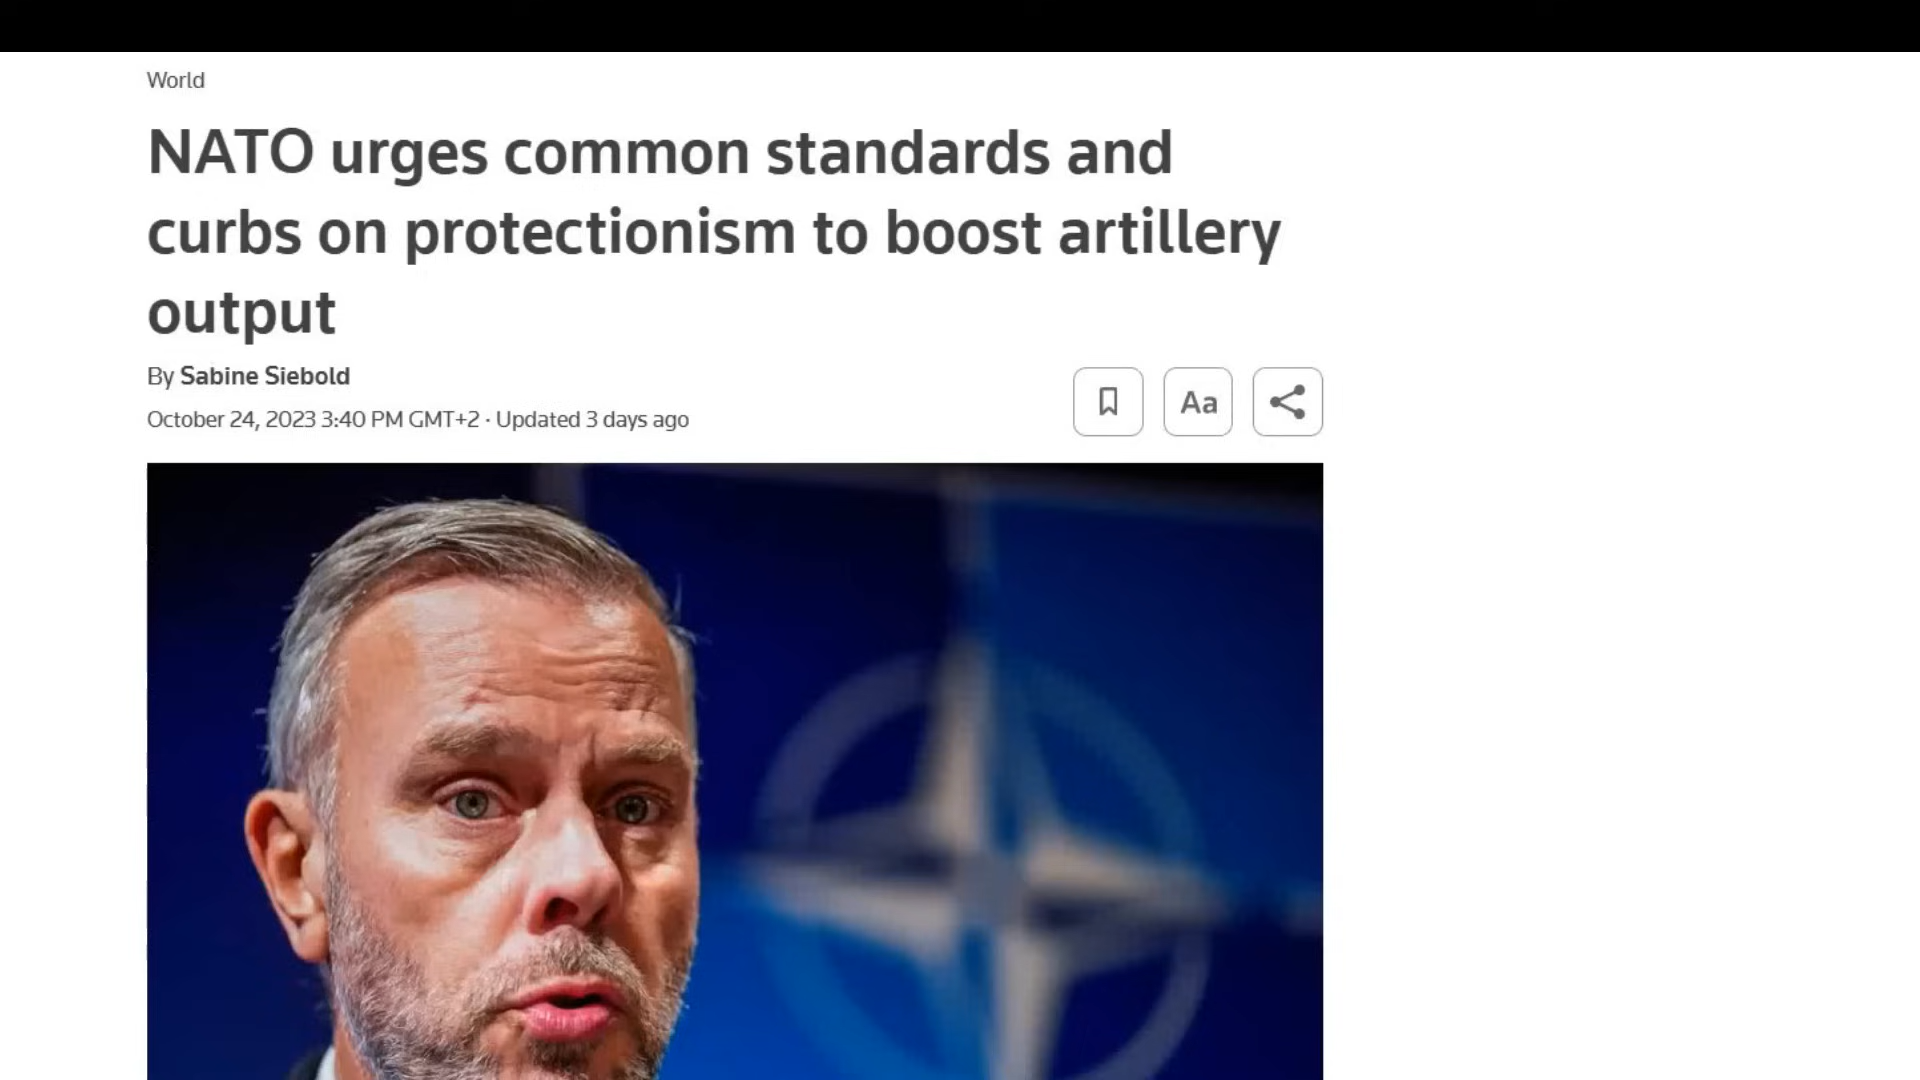 World
NATO urges common standards and
curbs on protectionism to boost artillery
output
By Sabine Siebold
October 24, 2023 3:40 PM GMT+2 · Updated 3 days ago
Aa